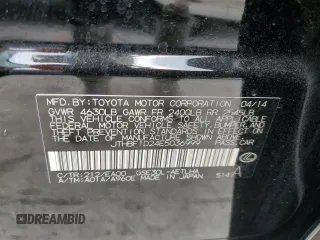 MFD. BY: TOYOTA MOTOR CORPORATION 04/14
GVWR 4630LB GAWR FR 2400LB RR 2545LB
THIS VEHICLE CONFORMS TO ALL APPLICABLE
FEDERAL MOTOR VEHICLE SAFETY, BUMPER, AND
THEFT PREVENTION STANDARDS IN EFFECT ON
THE DATE OF MANUFACTURE SHOWN ABOVE.
JTHBF1D24E5036999 PASS. CAR
C/TR: 212/EA00 GSE30L-AETLHA
A/TM: A01A/A960E MADE IN JAPAN